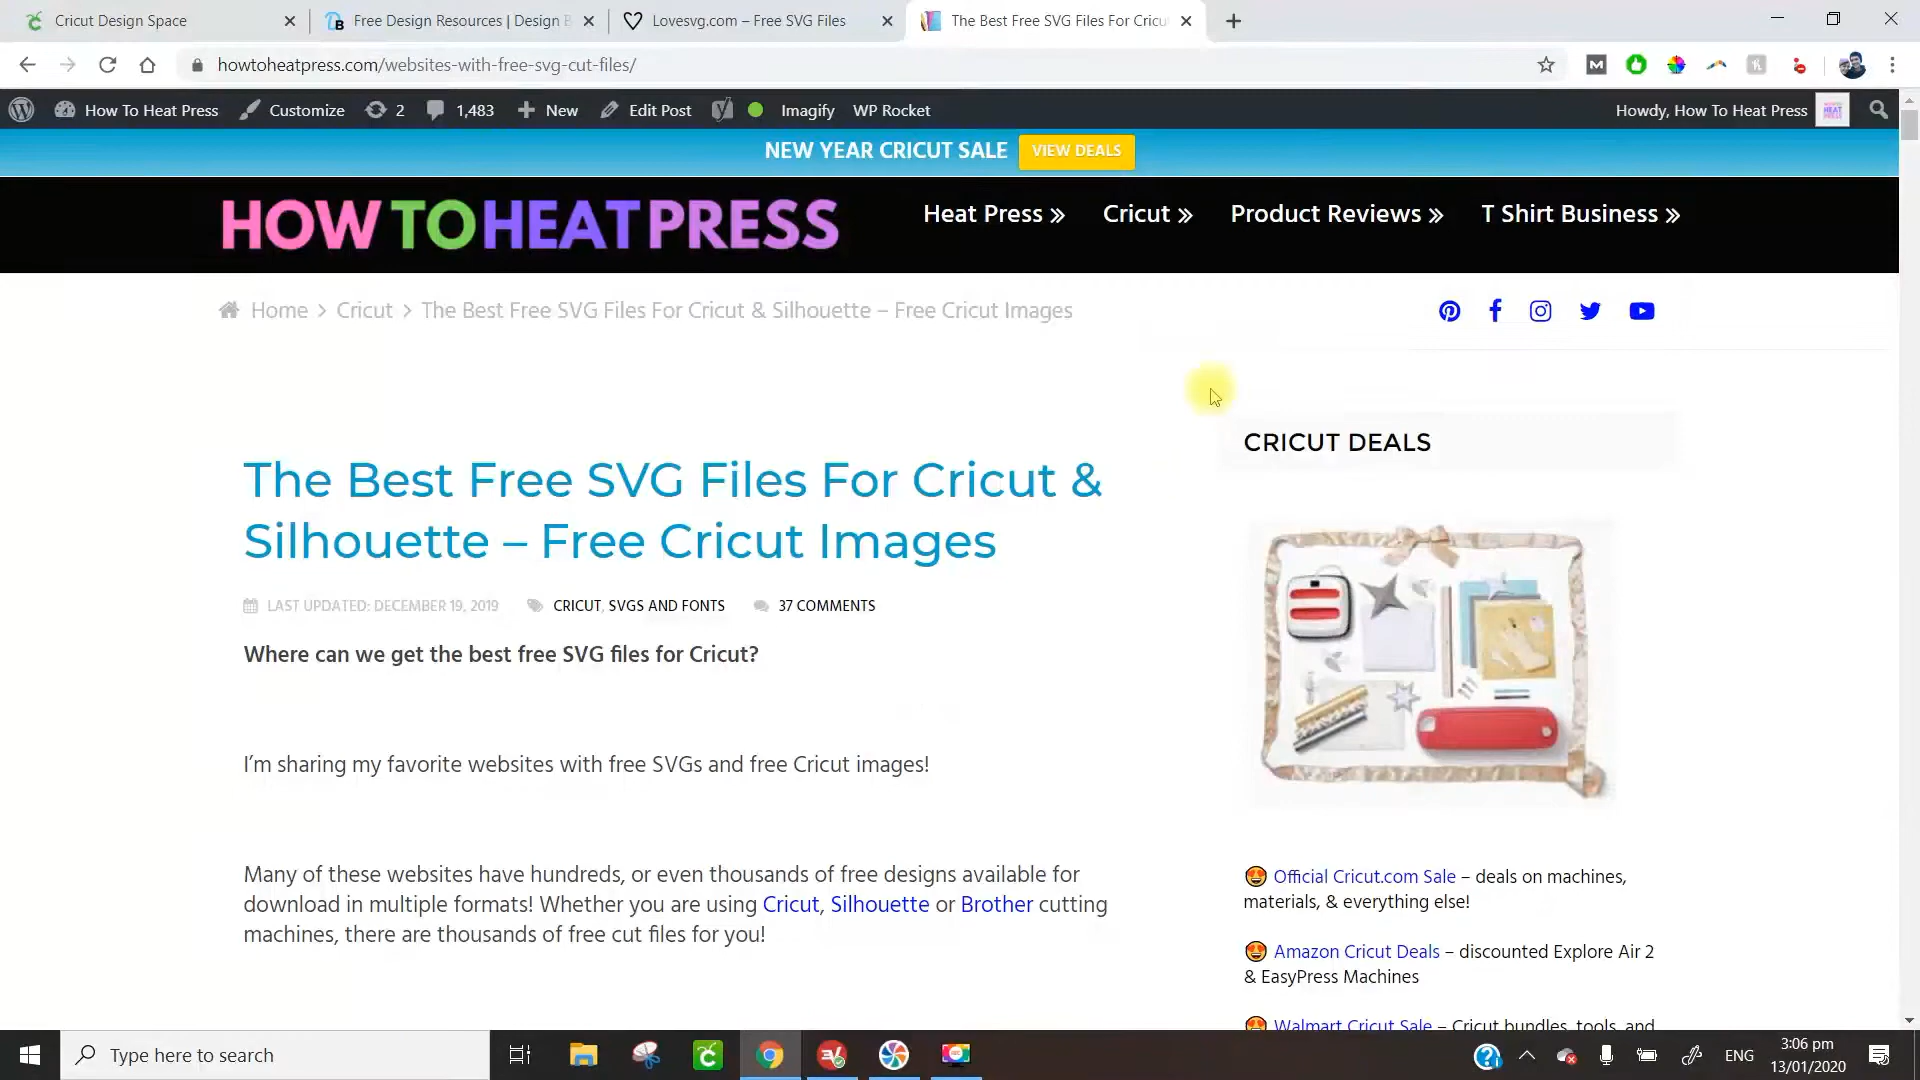 Cricut Design Space
Free Design Resources | Design B
Lovesvg.com – Free SVG Files
The Best Free SVG Files For Cricu
howtoheatpress.com/websites-with-free-svg-cut-files/
How To Heat Press
Customize
2
1,483
New
Edit Post
Imagify
WP Rocket
Howdy, How To Heat Press
NEW YEAR CRICUT SALE
VIEW DEALS
HOW TO HEAT PRESS
Heat Press »
Cricut »
Product Reviews »
T Shirt Business »
Home > Cricut > The Best Free SVG Files For Cricut & Silhouette – Free Cricut Images
CRICUT DEALS
The Best Free SVG Files For Cricut &
Silhouette – Free Cricut Images
LAST UPDATED: DECEMBER 19, 2019
CRICUT, SVGS AND FONTS
37 COMMENTS
Where can we get the best free SVG files for Cricut?
I'm sharing my favorite websites with free SVGs and free Cricut images!
Many of these websites have hundreds, or even thousands of free designs available for
download in multiple formats! Whether you are using Cricut, Silhouette or Brother cutting
machines, there are thousands of free cut files for you!
Official Cricut.com Sale – deals on machines,
materials, & everything else!
Amazon Cricut Deals – discounted Explore Air 2
& EasyPress Machines
Walmart Cricut Sale – Cricut bundles, tools, and
Type here to search
ENG
3:06 pm
13/01/2020